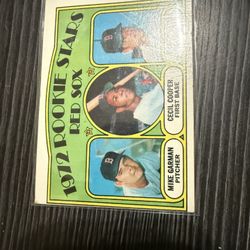 1972 ROOKIE STARS
RED SOX
CECIL COOPER
FIRST BASE
MIKE GARMAN
PITCHER